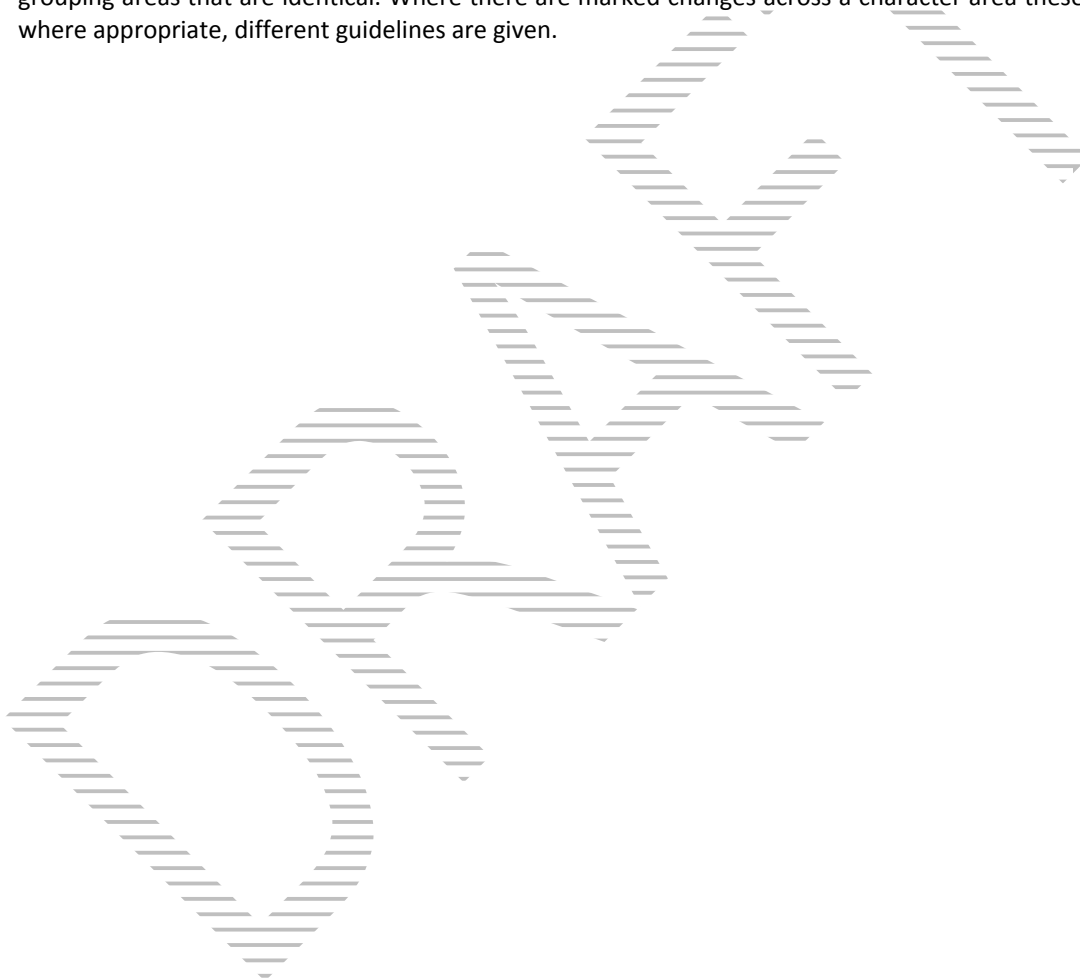 grouping areas that are identical. Where there are marked changes across a character area these
where appropriate, different guidelines are given.
DRAFT